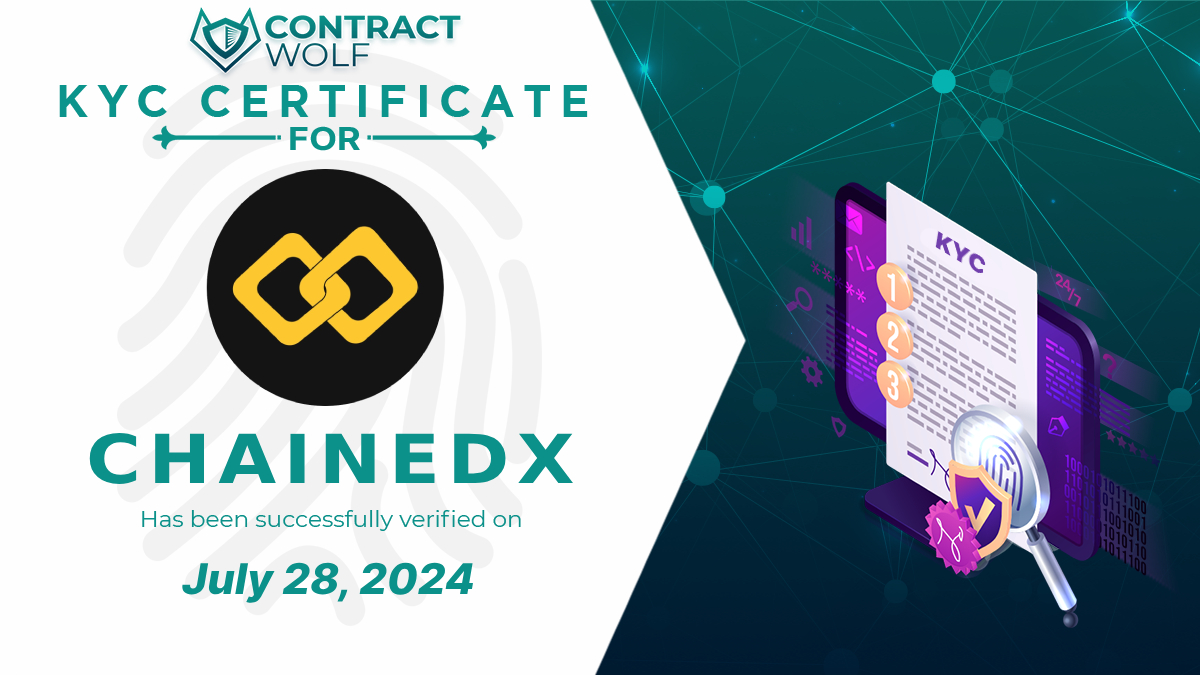 CONTRACT
WOLF
KYC CERTIFICATE
FOR
CHAINEDX
Has been successfully verified on
July 28, 2024
KYC
1
2
3
24/7